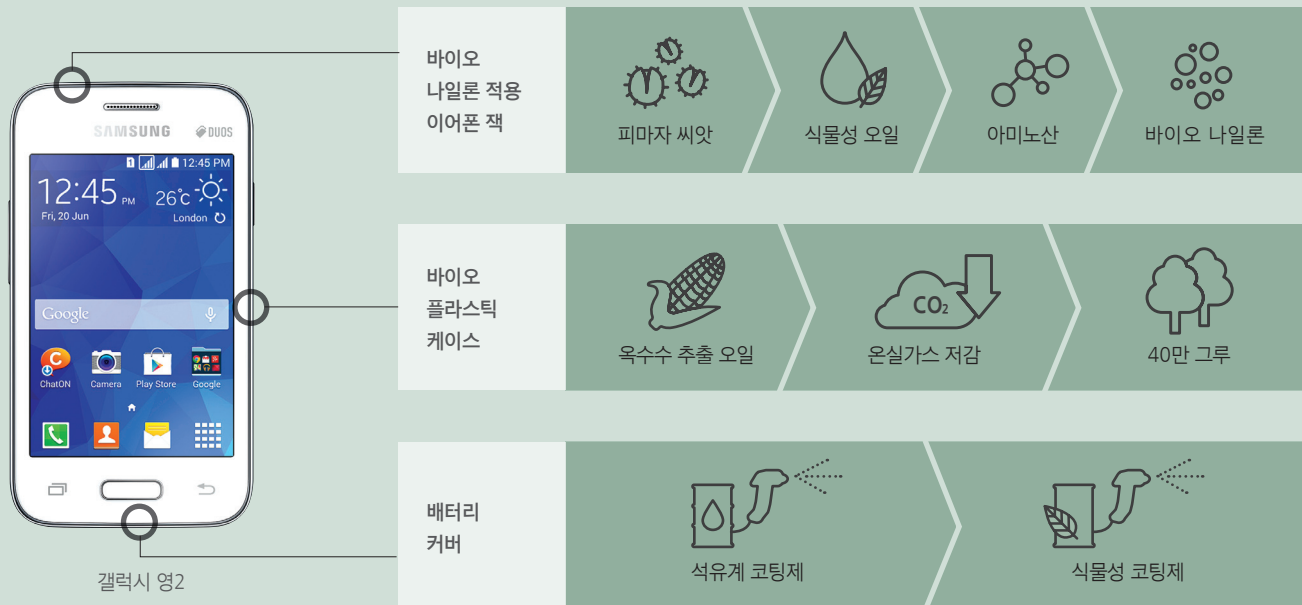 SAMSUNG DUOS
1 12:45 PM
12:45 PM 26°c
Fri, 20 Jun London
Google
ChatON Camera Play Store Google
갤럭시 영2
바이오
나일론 적용
이어폰 잭
피마자 씨앗
식물성 오일
아미노산
바이오 나일론
바이오
플라스틱
케이스
옥수수 추출 오일
CO₂
온실가스 저감
40만 그루
배터리
커버
석유계 코팅제
식물성 코팅제